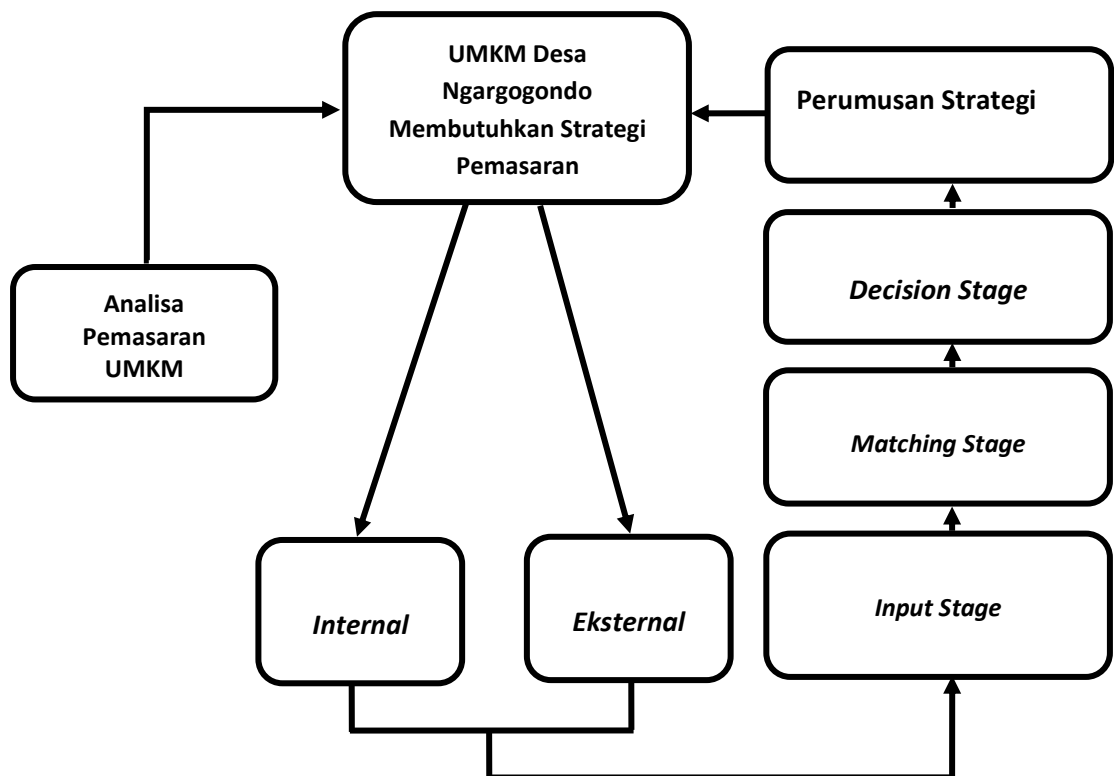 UMKM Desa
Ngargogondo
Membutuhkan Strategi
Pemasaran
Perumusan Strategi
Analisa
Pemasaran
UMKM
Decision Stage
Matching Stage
Internal
Eksternal
Input Stage